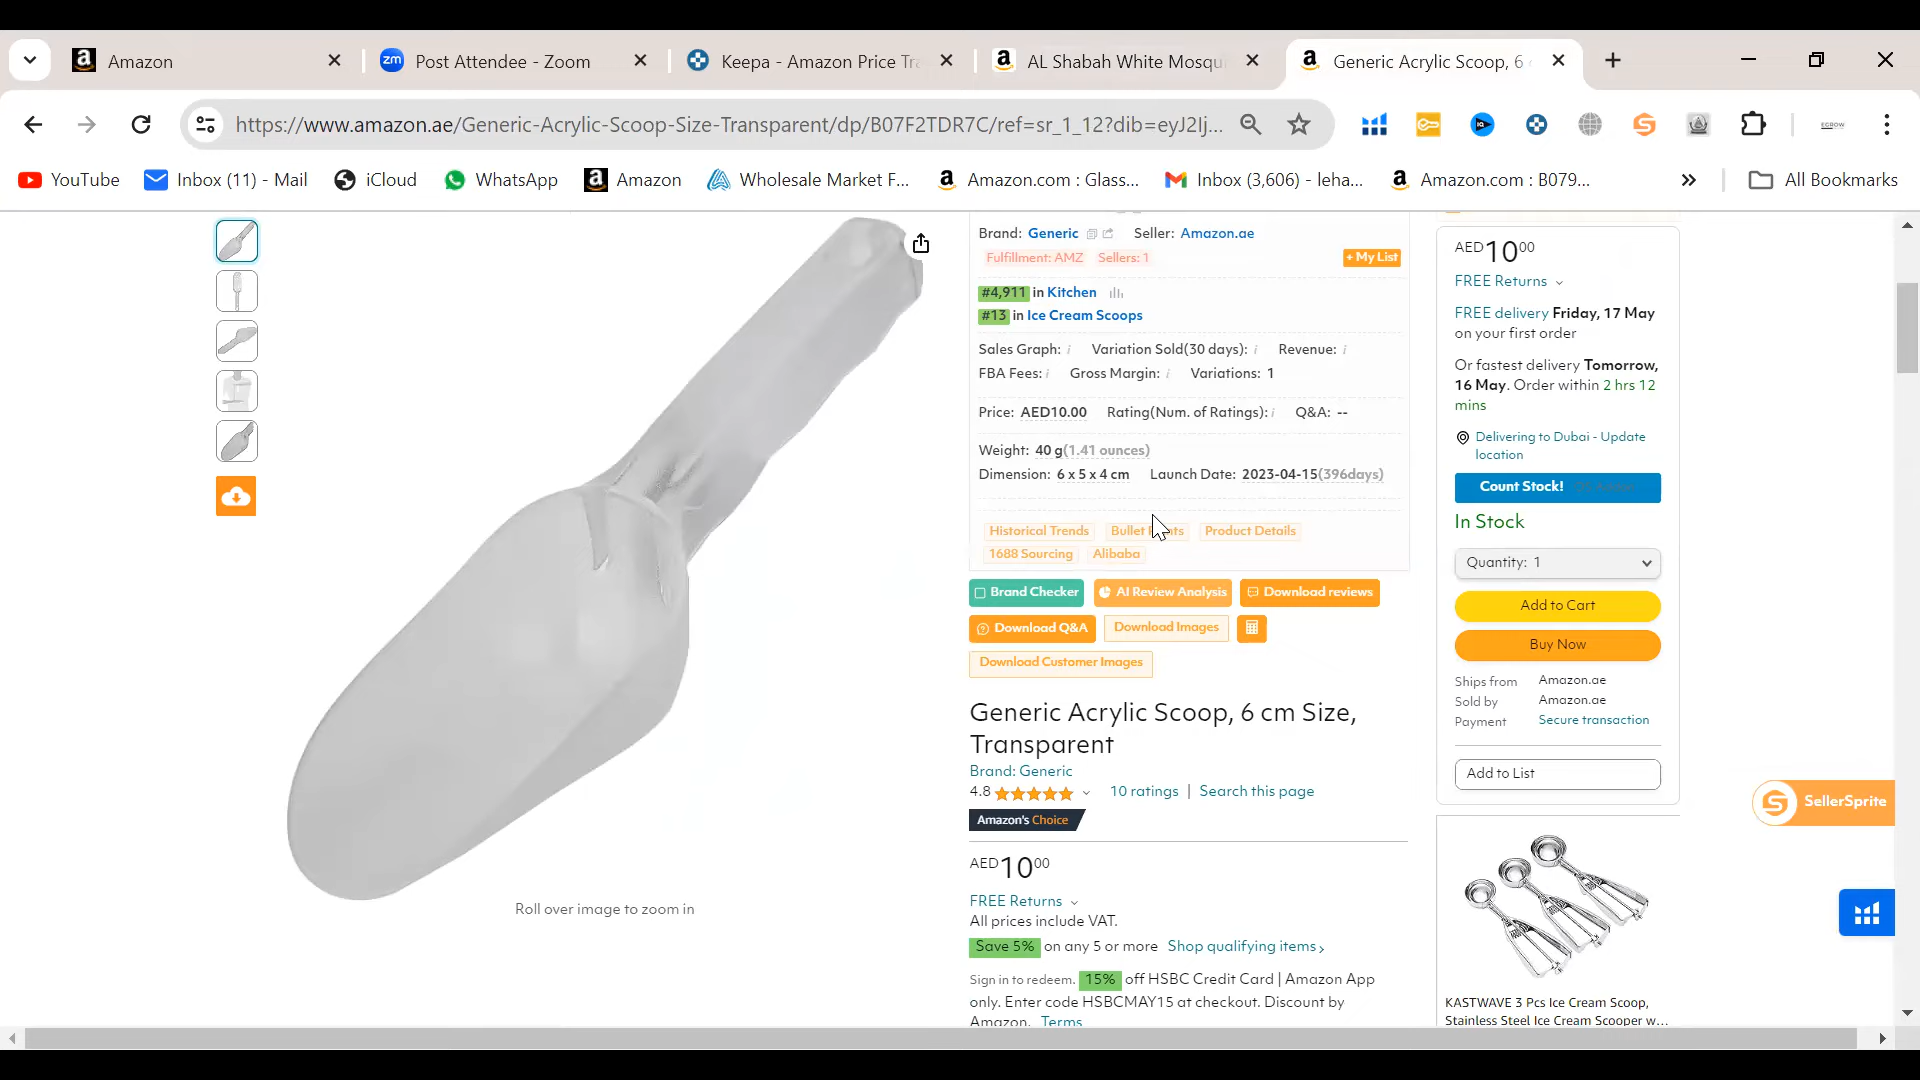 Amazon
Post Attendee - Zoom
Keepa - Amazon Price Tra
AL Shabah White Mosqu
Generic Acrylic Scoop, 6
https://www.amazon.ae/Generic-Acrylic-Scoop-Size-Transparent/dp/B07F2TDR7C/ref=sr_1_12?dib=eyJ2Ij...
YouTube
Inbox (11) - Mail
iCloud
WhatsApp
Amazon
Wholesale Market F...
Amazon.com : Glass...
Inbox (3,606) - leha...
Amazon.com : B079...
All Bookmarks
Brand: Generic Seller: Amazon.ae
Fulfillment: AMZ Sellers: 1
+ My List
#4,911 in Kitchen
#13 in Ice Cream Scoops
Sales Graph: Variation Sold(30 days): Revenue:
FBA Fees: Gross Margin: Variations: 1
Price: AED10.00 Rating(Num. of Ratings): Q&A: --
Weight: 40 g(1.41 ounces)
Dimension: 6 x 5 x 4 cm Launch Date: 2023-04-15(396days)
Historical Trends Bullet Product Details
1688 Sourcing Alibaba
Brand Checker AI Review Analysis Download reviews
Download Q&A Download Images
Download Customer Images
Generic Acrylic Scoop, 6 cm Size,
Transparent
Brand: Generic
4.8 10 ratings | Search this page
Amazon's Choice
AED1000
FREE Returns
All prices include VAT.
Save 5% on any 5 or more Shop qualifying items
Sign in to redeem. 15% off HSBC Credit Card | Amazon App
only. Enter code HSBCMAY15 at checkout. Discount by
Amazon. Terms
Roll over image to zoom in
AED1000
FREE Returns
FREE delivery Friday, 17 May
on your first order
Or fastest delivery Tomorrow,
16 May. Order within 2 hrs 12
mins
Delivering to Dubai - Update
location
Count Stock!
In Stock
Quantity: 1
Add to Cart
Buy Now
Ships from Amazon.ae
Sold by Amazon.ae
Payment Secure transaction
Add to List
SellerSprite
KASTWAVE 3 Pcs Ice Cream Scoop,
Stainless Steel Ice Cream Scooper w...